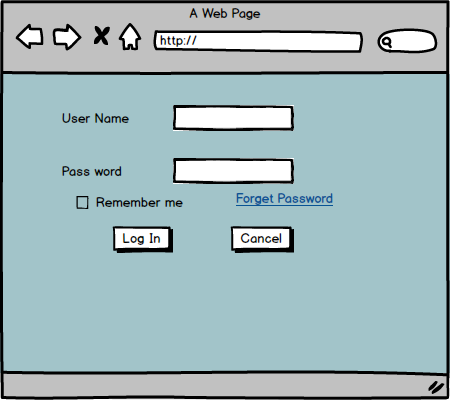 A Web Page
http://
User Name
Pass word
Remember me
Forget Password
Log In
Cancel